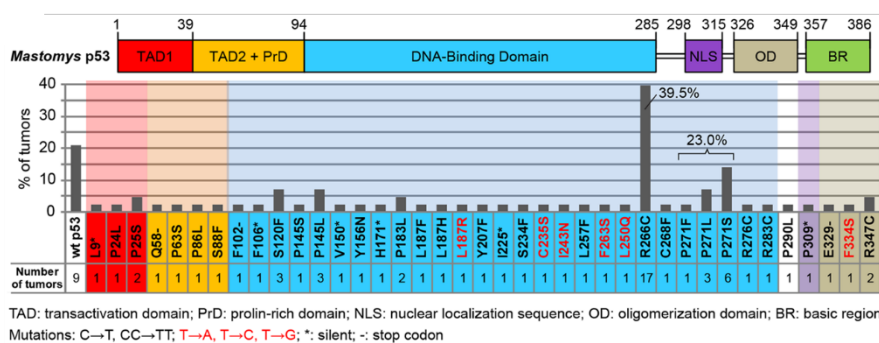 1 39 94 285 298 315 326 349 357 386
Mastomys p53 TAD1 TAD2 + PrD DNA-Binding Domain NLS OD BR
% of tumors
40
30
20
10
0
39.5%
23.0%
wt p53 L9* P24L P25S Q58- P63S P86L S88F F102- F106* S120F P145S P145L V150* Y156N H171* P183L L187F L187H L187R Y207F I225* S234F C235S I243N L257F F263S L250Q R266C C268F P271F P271L P271S R276C R283C P290L P309* E329- F334S R347C
Number of tumors
9 1 1 2 1 1 1 1 1 1 3 1 3 1 1 1 2 1 1 1 1 1 1 1 1 1 1 1 17 1 1 3 6 1 1 1 1 1 1 2
TAD: transactivation domain; PrD: prolin-rich domain; NLS: nuclear localization sequence; OD: oligomerization domain; BR: basic region
Mutations: C→T, CC→TT; T→A, T→C, T→G; *: silent; -: stop codon